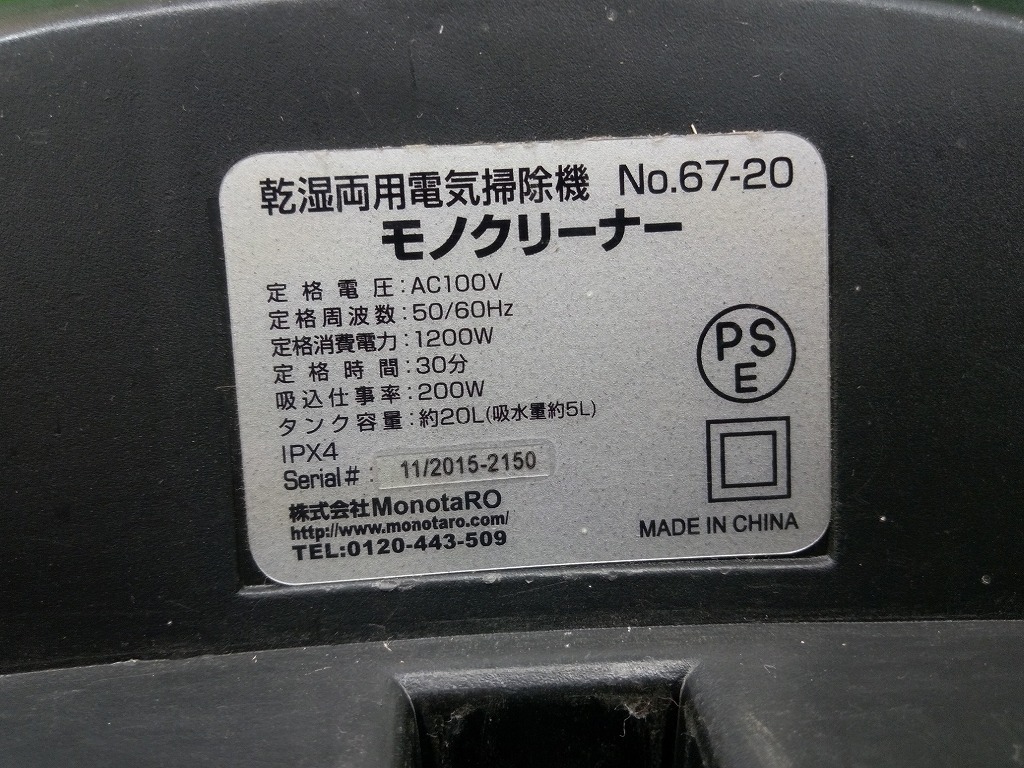 乾湿両用電気掃除機 No.67-20
モノクリーナー
定格電圧:AC100V
定格周波数:50/60Hz
定格消費電力:1200W
定格時間:30分
吸込仕事率:200W
タンク容量:約20L(吸水量約5L)
IPX4
Serial#: 11/2015-2150
株式会社MonotaRO
http://www.monotaro.com/
TEL:0120-443-509
PS
E
MADE IN CHINA